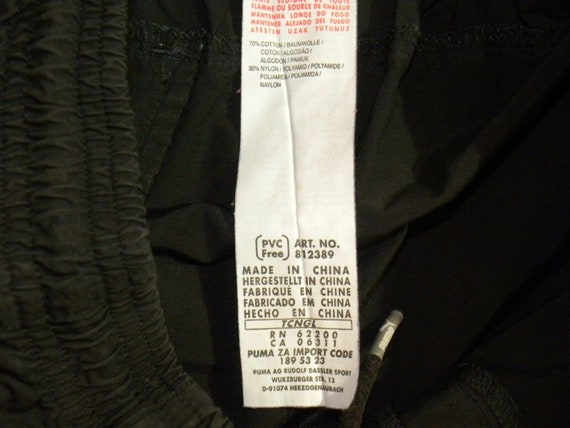 FLAMME OU SOURCE DE CHALEUR
MANTENHA LONGE DO FOGO
MANTENER ALEJADO DEL FUEGO
ATESTEN UZAK TUTUNUZ
70% COTTON / BAUMWOLLE /
COTON / ALGODÃO /
ALGODON / PAMUK
30% NYLON / POLYAMID / POLYAMIDE /
POLIAMIDA / POLIAMIDA /
NAYLON
PVC Free
ART. NO.
812389
MADE IN CHINA
HERGESTELLT IN CHINA
FABRIQUÉ EN CHINE
FABRICADO EM CHINA
HECHO EN CHINA
TCNGL
RN 62200
CA 06311
PUMA ZA IMPORT CODE
189 53 23
PUMA AG RUDOLF DASSLER SPORT
WURZBURGER STR. 13
D-91074 HERZOGENAURACH